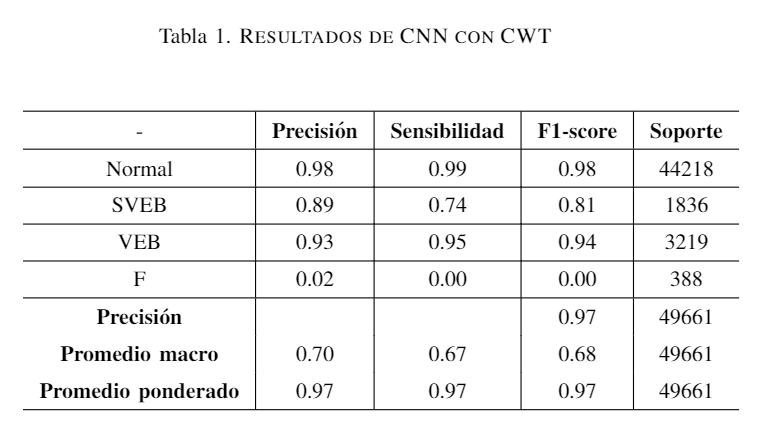 Tabla 1. RESULTADOS DE CNN CON CWT
- Precisión Sensibilidad F1-score Soporte
Normal 0.98 0.99 0.98 44218
SVEB 0.89 0.74 0.81 1836
VEB 0.93 0.95 0.94 3219
F 0.02 0.00 0.00 388
Precisión 0.97 49661
Promedio macro 0.70 0.67 0.68 49661
Promedio ponderado 0.97 0.97 0.97 49661